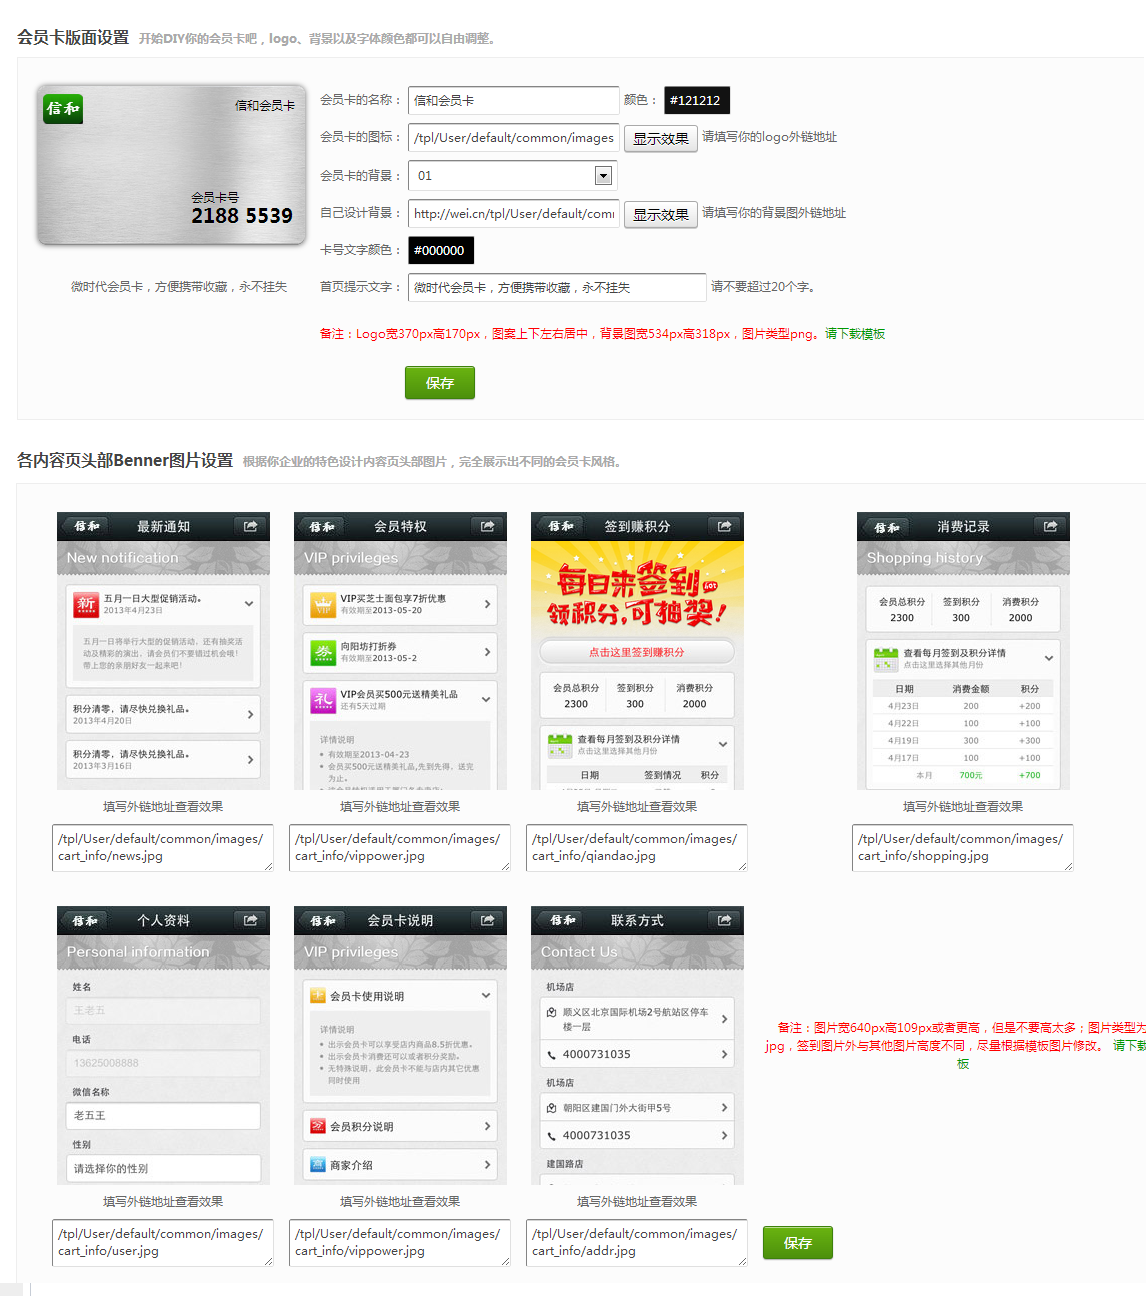 会员卡版面设置 开始DIY你的会员卡吧，logo、背景以及字体颜色都可以自由调整。
信和
信和会员卡
会员卡号
2188 5539
微时代会员卡，方便携带收藏，永不挂失
会员卡的名称： 信和会员卡 颜色： #121212
会员卡的图标： /tpl/User/default/common/images 显示效果 请填写你的logo外链地址
会员卡的背景： 01
自己设计背景： http://wei.cn/tpl/User/default/com 显示效果 请填写你的背景图外链地址
卡号文字颜色： #000000
首页提示文字： 微时代会员卡，方便携带收藏，永不挂失 请不要超过20个字。
备注：Logo宽370px高170px，图案上下左右居中，背景图宽534px高318px，图片类型png。请下载模板
保存
各内容页头部Benner图片设置 根据你企业的特色设计内容页头部图片，完全展示出不同的会员卡风格。
信和 最新通知
New notification
新 五月一日大型促销活动。
2013年4月23日
五月一日将举行大型的促销活动，还有抽奖活
动及精彩的演出，请会员们不要错过机会哦！
带上您的亲朋好友一起来吧！
积分清零，请尽快兑换礼品。
2013年4月20日
积分清零，请尽快兑换礼品。
2013年3月16日
填写外链地址查看效果
/tpl/User/default/common/images/
cart_info/news.jpg
信和 会员特权
VIP privileges
VIP VIP买芝士面包享7折优惠
有效期至2013-05-20
券 向阳坊打折券
有效期至2013-05-2
礼 VIP会员买500元送精美礼品
还有5天过期
详情说明
有效期至2013-04-23
会员买500元送精美礼品,先到先得，送完
为止。
填写外链地址查看效果
/tpl/User/default/common/images/
cart_info/vippower.jpg
信和 签到赚积分
每日来签到 HOT
领积分,可抽奖!
点击这里签到赚积分
会员总积分 签到积分 消费积分
2300 300 2000
查看每月签到及积分详情
点击这里选择其他月份
日期 签到情况 积分
填写外链地址查看效果
/tpl/User/default/common/images/
cart_info/qiandao.jpg
信和 消费记录
Shopping history
会员总积分 签到积分 消费积分
2300 300 2000
查看每月签到及积分详情
点击这里选择其他月份
日期 消费金额 积分
4月23日 200 +200
4月22日 100 +100
4月19日 300 +300
4月17日 100 +100
本月 700元 +700
填写外链地址查看效果
/tpl/User/default/common/images/
cart_info/shopping.jpg
信和 个人资料
Personal information
姓名
王老五
电话
13625008888
微信名称
老五王
性别
请选择你的性别
填写外链地址查看效果
/tpl/User/default/common/images/
cart_info/user.jpg
信和 会员卡说明
VIP privileges
会员卡使用说明
详情说明
出示会员卡可以享受店内商品8.5折优惠。
出示会员卡消费还可以或者积分奖励。
无特殊说明，此会员卡不能与店内其它优惠
同时使用
会员积分说明
商家介绍
填写外链地址查看效果
/tpl/User/default/common/images/
cart_info/vippower.jpg
信和 联系方式
Contact Us
机场店
顺义区北京国际机场2号航站区停车
楼一层
4000731035
机场店
朝阳区建国门外大街甲5号
4000731035
建国路店
填写外链地址查看效果
/tpl/User/default/common/images/
cart_info/addr.jpg
备注：图片宽640px高109px或者更高，但是不要高太多；图片类型为
jpg，签到图片外与其他图片高度不同，尽量根据模板图片修改。 请下载
板
保存